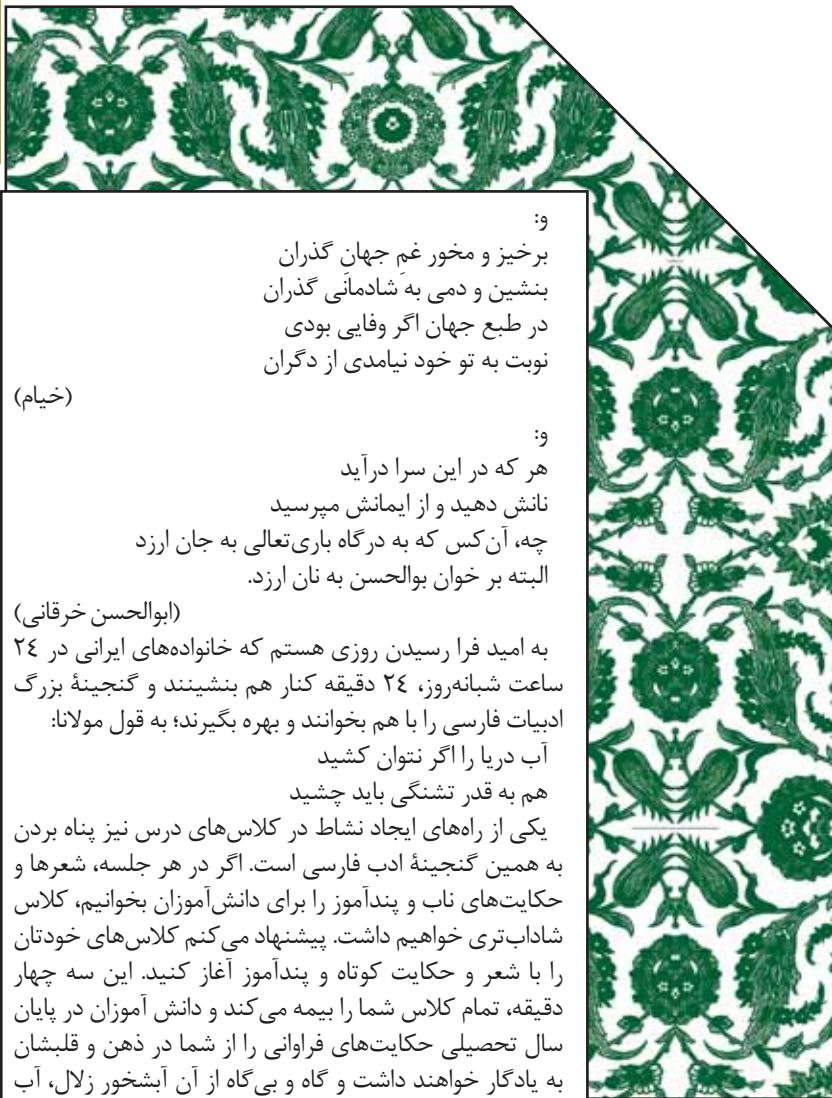 و:
برخیز و مخور غمِ جهانِ گذران
بنشین و دمی به شادمانی گذران
در طبع جهان اگر وفایی بودی
نوبت به تو خود نیامدی از دگران
(خیام)
و:
هر که در این سرا درآید
نانش دهید و از ایمانش مپرسید
چه، آن‌کس که به درگاه باری‌تعالی به جان ارزد
البته بر خوان بوالحسن به نان ارزد.
(ابوالحسن خرقانی)
به امید فرا رسیدن روزی هستم که خانواده‌های ایرانی در ٢٤
ساعت شبانه‌روز، ٢٤ دقیقه کنار هم بنشینند و گنجینهٔ بزرگ
ادبیات فارسی را با هم بخوانند و بهره بگیرند؛ به قول مولانا:
آب دریا را اگر نتوان کشید
هم به قدر تشنگی باید چشید
یکی از راه‌های ایجاد نشاط در کلاس‌های درس نیز پناه بردن
به همین گنجینهٔ ادب فارسی است. اگر در هر جلسه، شعرها و
حکایت‌های ناب و پندآموز را برای دانش‌آموزان بخوانیم، کلاس
شاداب‌تری خواهیم داشت. پیشنهاد می‌کنم کلاس‌های خودتان
را با شعر و حکایت کوتاه و پندآموز آغاز کنید. این سه چهار
دقیقه، تمام کلاس شما را بیمه می‌کند و دانش آموزان در پایان
سال تحصیلی حکایت‌های فراوانی را از شما در ذهن و قلبشان
به یادگار خواهند داشت و گاه و بی‌گاه از آن آبشخور زلال، آب